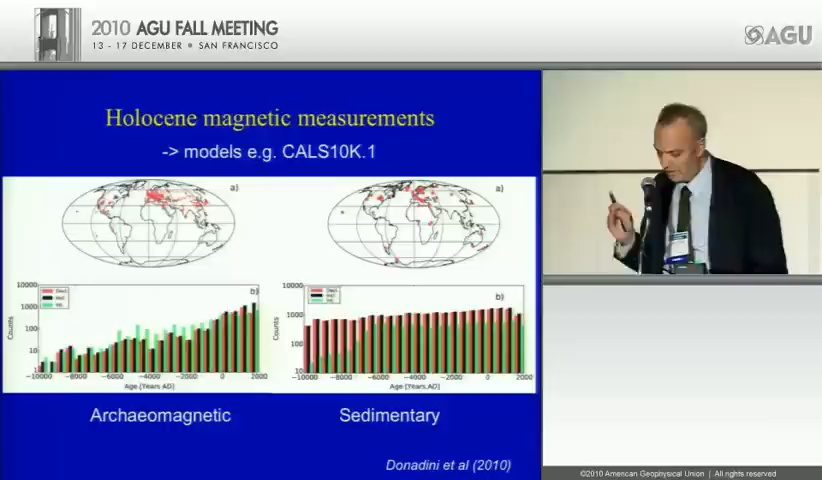 2010 AGU FALL MEETING
13 - 17 DECEMBER • SAN FRANCISCO
AGU
Holocene magnetic measurements
-> models e.g. CALS10K.1
a)
a)
b)
10000
1000
100
10
1
Counts
-10000 -8000 -6000 -4000 -2000 0 2000
Age [Years AD]
b)
10000
1000
100
10
Counts
-10000 -8000 -6000 -4000 -2000 0 2000
Age [Years AD]
Archaeomagnetic
Sedimentary
Donadini et al (2010)
©2010 American Geophysical Union | All rights reserved